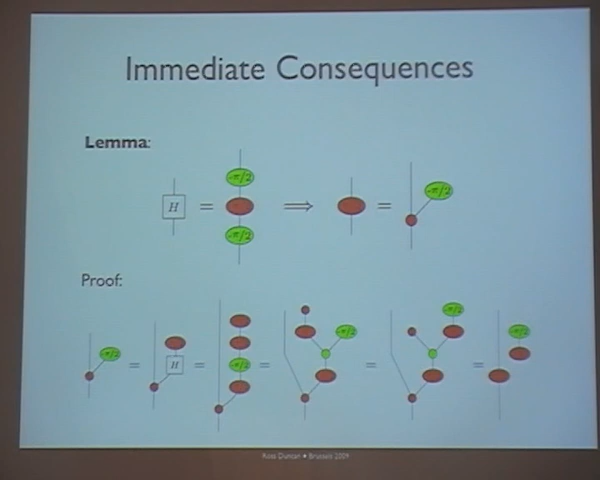 Immediate Consequences
Lemma:
-π/2
H = ⟹ = -π/2
-π/2
Proof:
-π/2 = H = -π/2 = -π/2 = -π/2 = -π/2
Ross Duncan • Brussels 2009